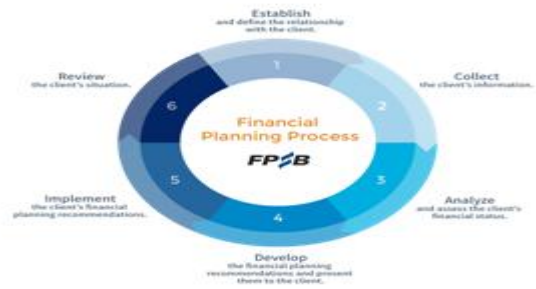 Establish
and define the relationship
with the client.
1
Collect
the client's information.
2
Analyze
and assess the client's
financial status.
3
Develop
the financial planning
recommendations and present
them to the client.
4
Implement
the client's financial
planning recommendations.
5
Review
the client's situation.
6
Financial
Planning Process
FPSB